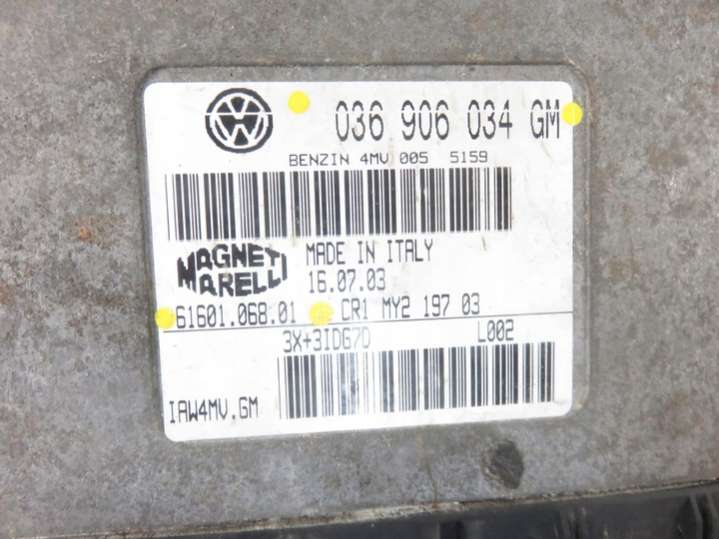 036 906 034 GM
BENZIN 4MV 005 5159
MAGNETI MARELLI
MADE IN ITALY
16.07.03
61601.068.01 CR1 MY2 197 03
3X+3IDG7D L002
IAW4MV.GM